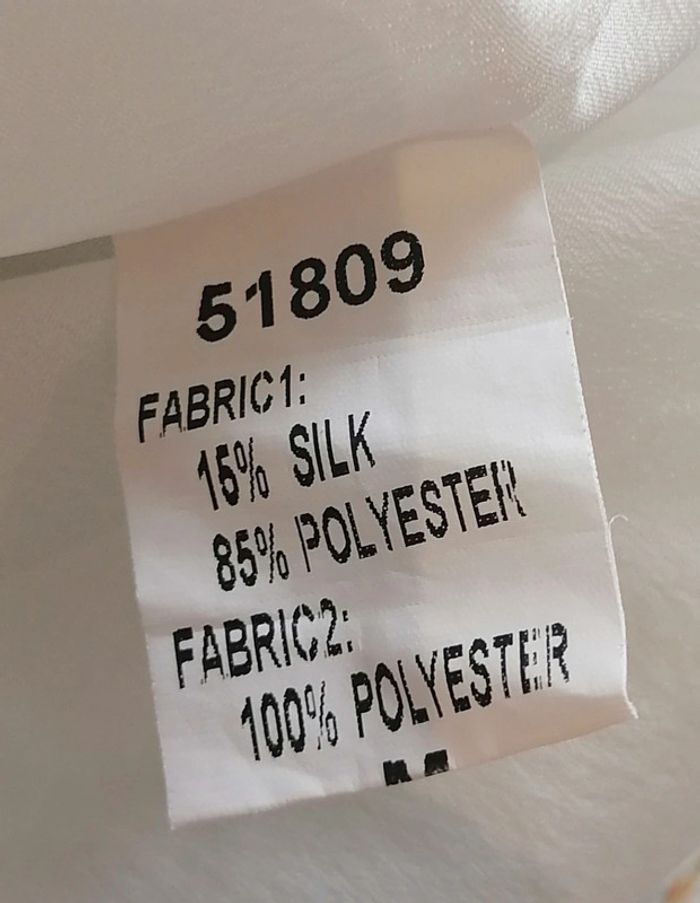 51809
FABRIC1:
15% SILK
85% POLYESTER
FABRIC2:
100% POLYESTER